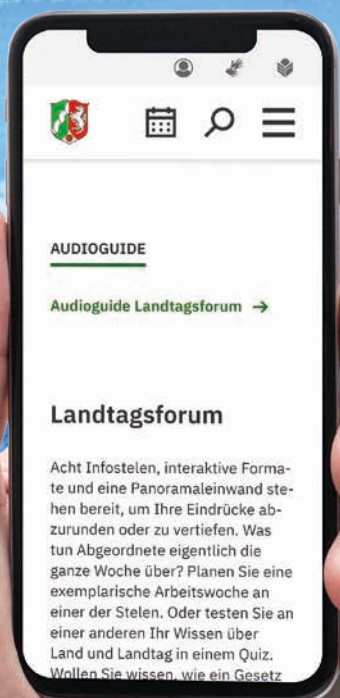 AUDIOGUIDE
Audioguide Landtagsforum →
Landtagsforum
Acht Infostelen, interaktive Forma-
te und eine Panoramaleinwand ste-
hen bereit, um Ihre Eindrücke ab-
zurunden oder zu vertiefen. Was
tun Abgeordnete eigentlich die
ganze Woche über? Planen Sie eine
exemplarische Arbeitswoche an
einer der Stelen. Oder testen Sie an
einer anderen Ihr Wissen über
Land und Landtag in einem Quiz.
Wollen Sie wissen, wie ein Gesetz